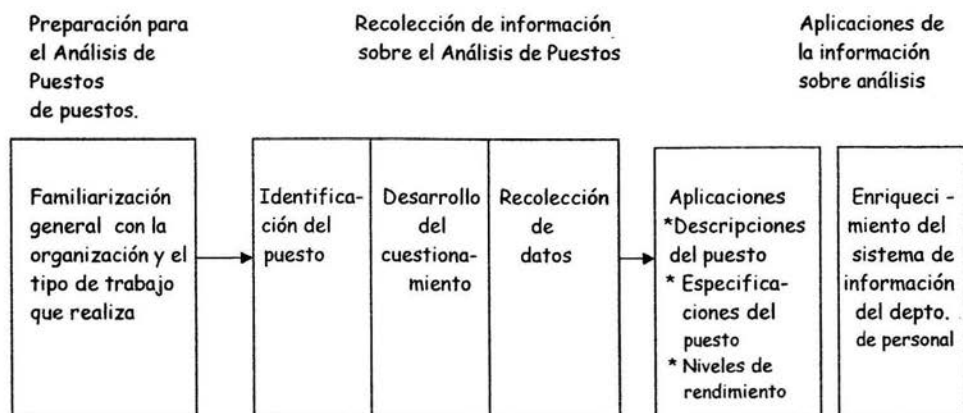 Preparación para
el Análisis de
Puestos
de puestos.
Recolección de información
sobre el Análisis de Puestos
Aplicaciones de
la información
sobre análisis
Familiarización
general con la
organización y el
tipo de trabajo
que realiza
Identifica-
ción del
puesto
Desarrollo
del
cuestiona-
miento
Recolección
de
datos
Aplicaciones
*Descripciones
del puesto
* Especifica-
ciones del
puesto
* Niveles de
rendimiento
Enriqueci -
miento del
sistema de
información
del depto.
de personal